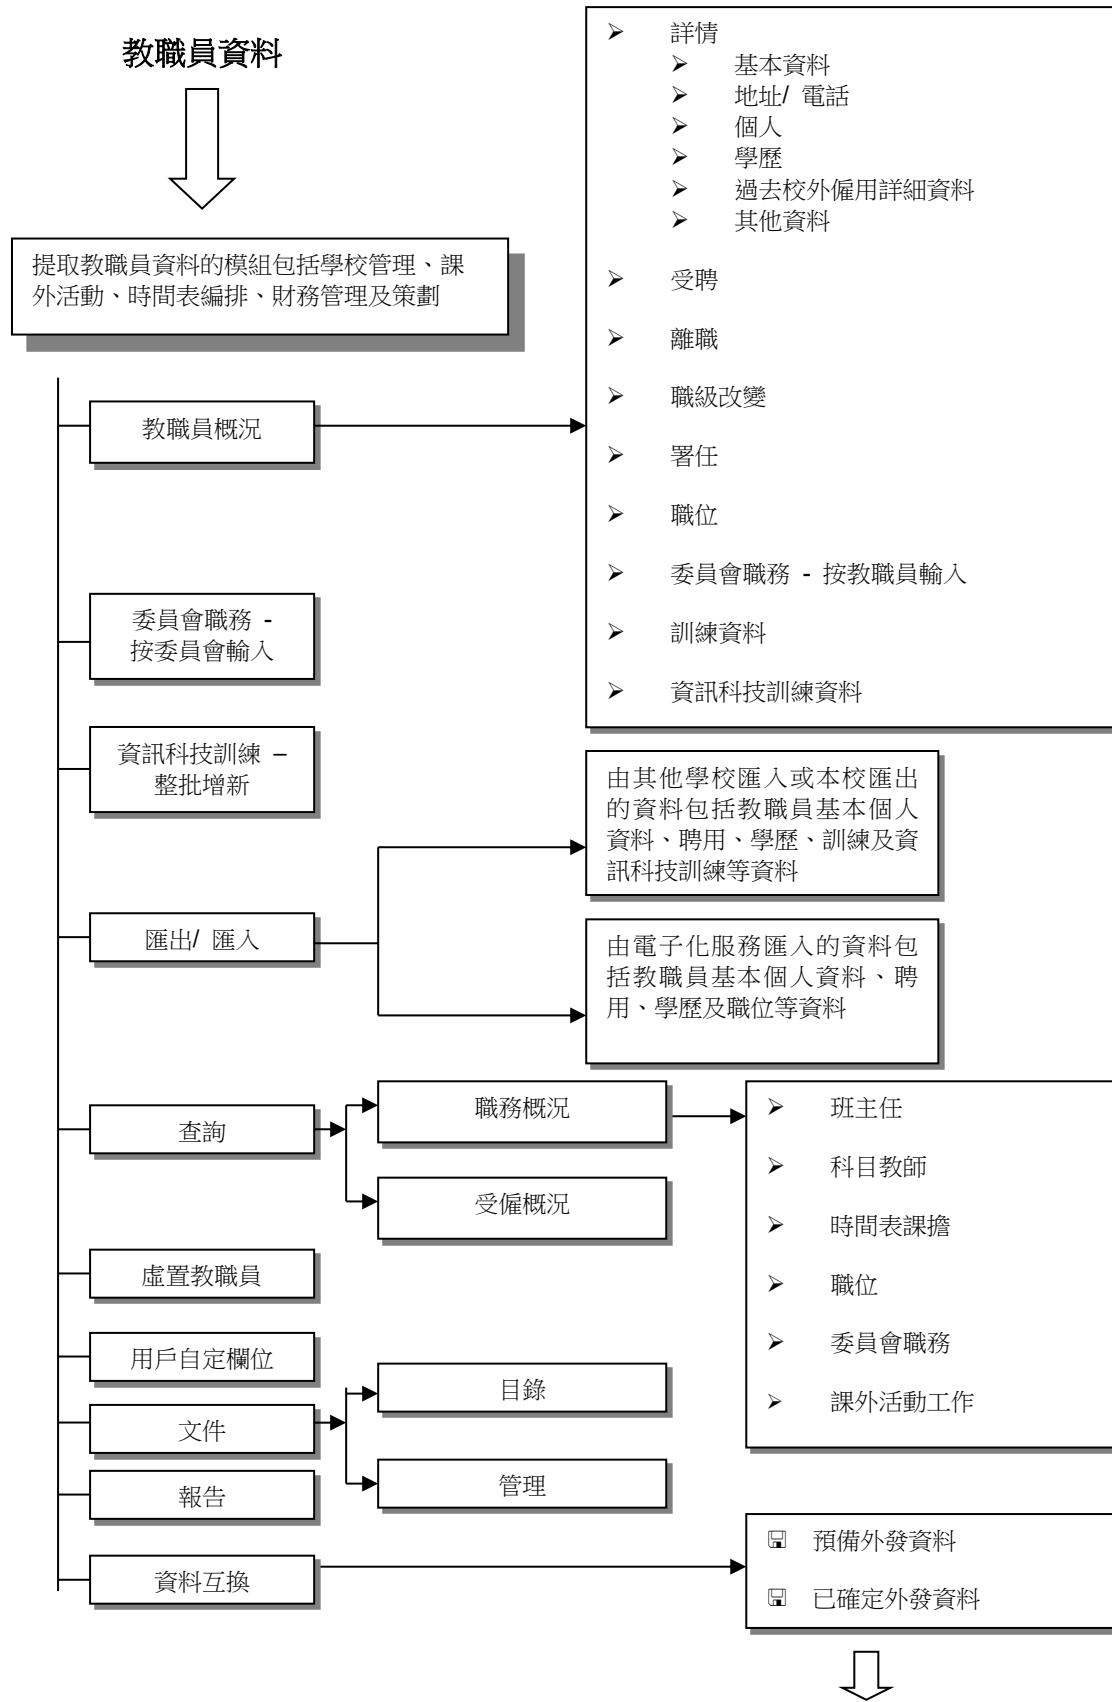 教職員資料
提取教職員資料的模組包括學校管理、課
外活動、時間表編排、財務管理及策劃
教職員概況
詳情
基本資料
地址/ 電話
個人
學歷
過去校外僱用詳細資料
其他資料
受聘
離職
職級改變
署任
職位
委員會職務 - 按教職員輸入
訓練資料
資訊科技訓練資料
委員會職務 -
按委員會輸入
資訊科技訓練 –
整批增新
匯出/ 匯入
由其他學校匯入或本校匯出
的資料包括教職員基本個人
資料、聘用、學歷、訓練及資
訊科技訓練等資料
由電子化服務匯入的資料包
括教職員基本個人資料、聘
用、學歷及職位等資料
查詢
職務概況
受僱概況
班主任
科目教師
時間表課擔
職位
委員會職務
課外活動工作
虛置教職員
用戶自定欄位
文件
目錄
管理
報告
資料互換
預備外發資料
已確定外發資料